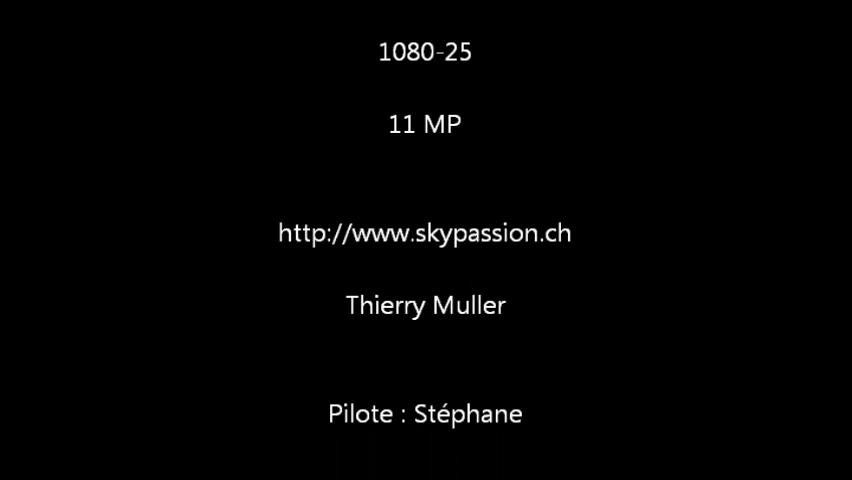 1080-25
11 MP
http://www.skypassion.ch
Thierry Muller
Pilote : Stéphane